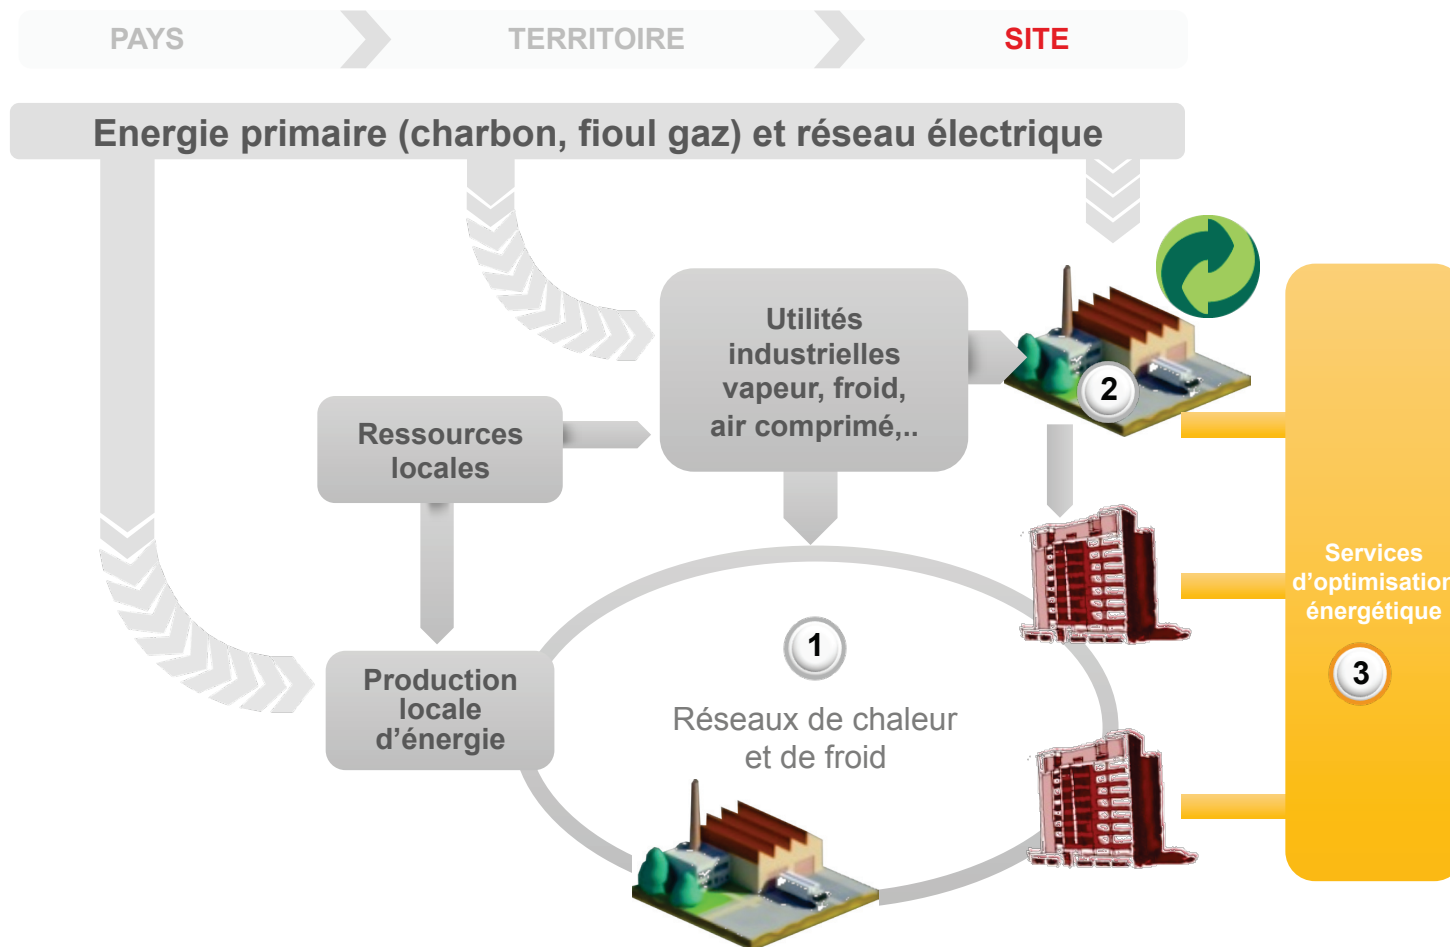 PAYS
TERRITOIRE
SITE
Energie primaire (charbon, fioul gaz) et réseau électrique
Utilités
industrielles
vapeur, froid,
air comprimé,..
2
Ressources
locales
Services
d’optimisation
énergétique
3
1
Réseaux de chaleur
et de froid
Production
locale
d’énergie